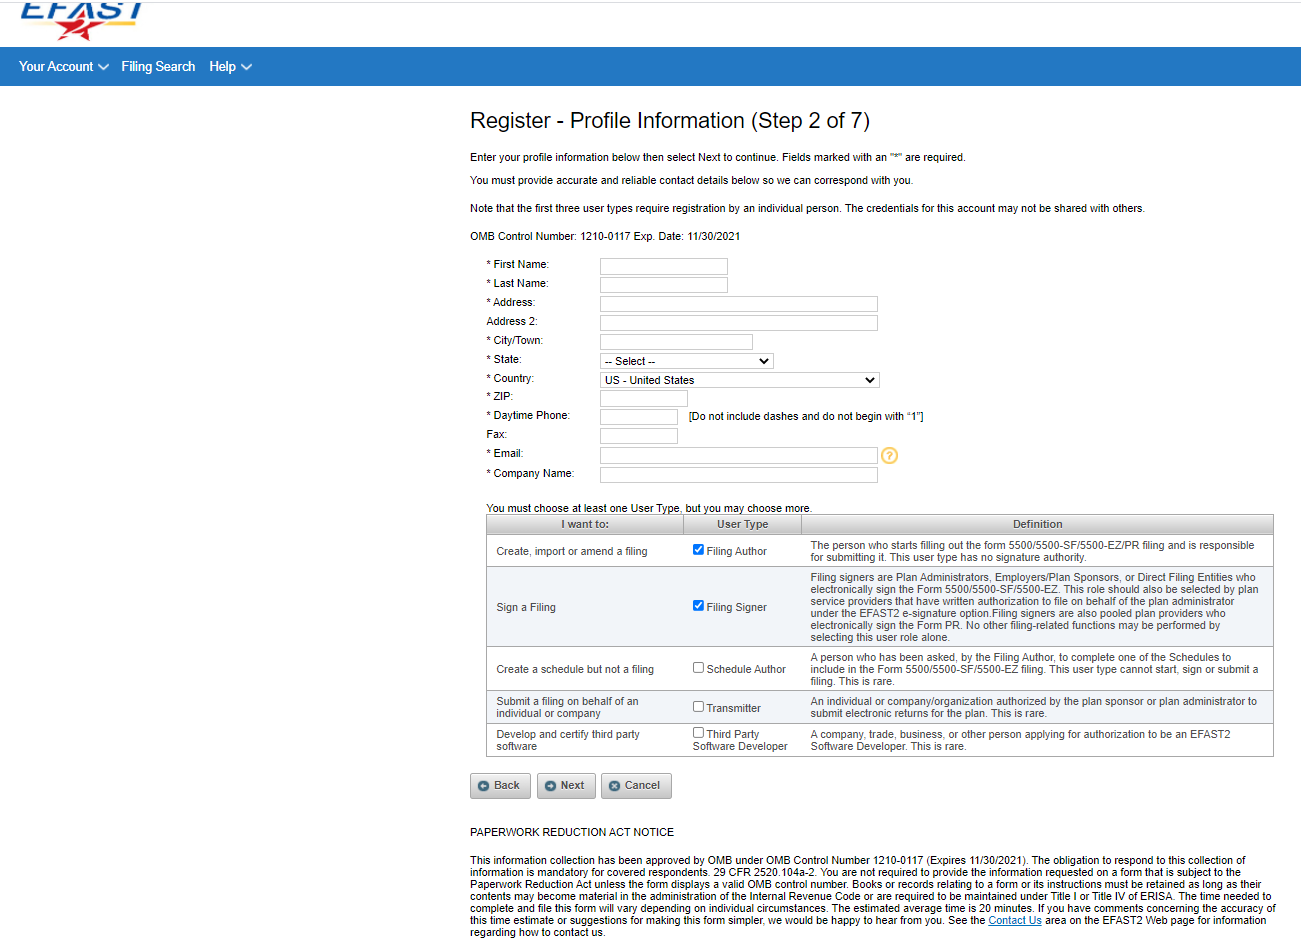 EFAST
Your Account Filing Search Help
Register - Profile Information (Step 2 of 7)
Enter your profile information below then select Next to continue. Fields marked with an "*" are required.
You must provide accurate and reliable contact details below so we can correspond with you.
Note that the first three user types require registration by an individual person. The credentials for this account may not be shared with others.
OMB Control Number: 1210-0117 Exp. Date: 11/30/2021
* First Name:
* Last Name:
* Address:
Address 2:
* City/Town:
* State: -- Select --
* Country: US - United States
* ZIP:
* Daytime Phone: [Do not include dashes and do not begin with “1”]
Fax:
* Email: ?
* Company Name:
You must choose at least one User Type, but you may choose more.
I want to: User Type Definition
Create, import or amend a filing
Filing Author
The person who starts filling out the form 5500/5500-SF/5500-EZ/PR filing and is responsible
for submitting it. This user type has no signature authority.
Sign a Filing
Filing Signer
Filing signers are Plan Administrators, Employers/Plan Sponsors, or Direct Filing Entities who
electronically sign the Form 5500/5500-SF/5500-EZ. This role should also be selected by plan
service providers that have written authorization to file on behalf of the plan administrator
under the EFAST2 e-signature option.Filing signers are also pooled plan providers who
electronically sign the Form PR. No other filing-related functions may be performed by
selecting this user role alone.
Create a schedule but not a filing
Schedule Author
A person who has been asked, by the Filing Author, to complete one of the Schedules to
include in the Form 5500/5500-SF/5500-EZ filing. This user type cannot start, sign or submit a
filing. This is rare.
Submit a filing on behalf of an
individual or company
Transmitter
An individual or company/organization authorized by the plan sponsor or plan administrator to
submit electronic returns for the plan. This is rare.
Develop and certify third party
software
Third Party
Software Developer
A company, trade, business, or other person applying for authorization to be an EFAST2
Software Developer. This is rare.
Back Next Cancel
PAPERWORK REDUCTION ACT NOTICE
This information collection has been approved by OMB under OMB Control Number 1210-0117 (Expires 11/30/2021). The obligation to respond to this collection of
information is mandatory for covered respondents. 29 CFR 2520.104a-2. You are not required to provide the information requested on a form that is subject to the
Paperwork Reduction Act unless the form displays a valid OMB control number. Books or records relating to a form or its instructions must be retained as long as their
contents may become material in the administration of the Internal Revenue Code or are required to be maintained under Title I or Title IV of ERISA. The time needed to
complete and file this form will vary depending on individual circumstances. The estimated average time is 20 minutes. If you have comments concerning the accuracy of
this time estimate or suggestions for making this form simpler, we would be happy to hear from you. See the Contact Us area on the EFAST2 Web page for information
regarding how to contact us.